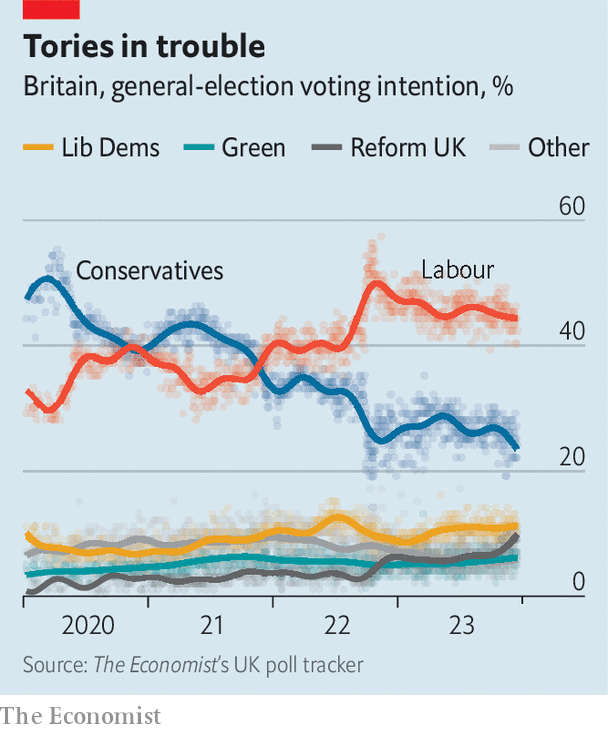 Tories in trouble
Britain, general-election voting intention, %
Lib Dems Green Reform UK Other
60
Conservatives Labour
40
20
0
2020 21 22 23
Source: The Economist's UK poll tracker
The Economist